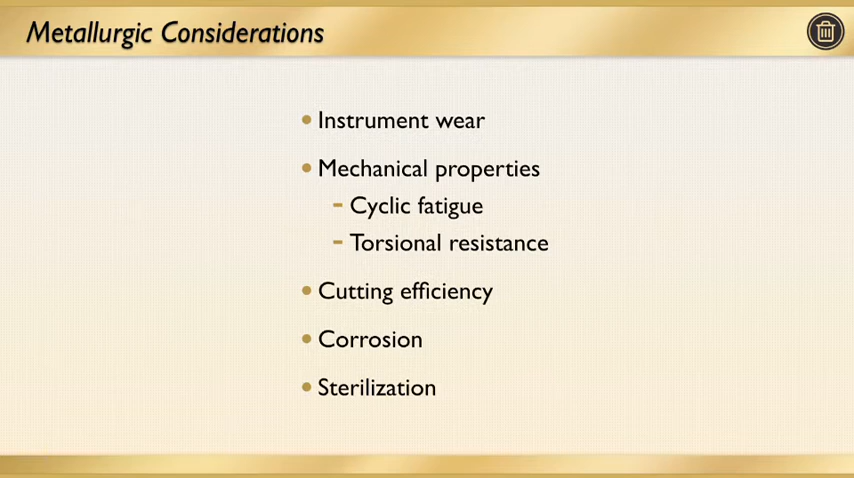 Metallurgic Considerations
• Instrument wear
• Mechanical properties
- Cyclic fatigue
- Torsional resistance
• Cutting efficiency
• Corrosion
• Sterilization